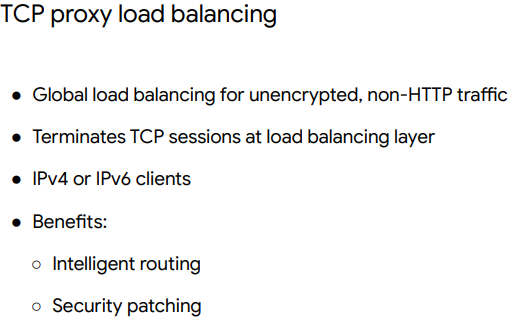 TCP proxy load balancing
● Global load balancing for unencrypted, non-HTTP traffic
● Terminates TCP sessions at load balancing layer
● IPv4 or IPv6 clients
● Benefits:
○ Intelligent routing
○ Security patching